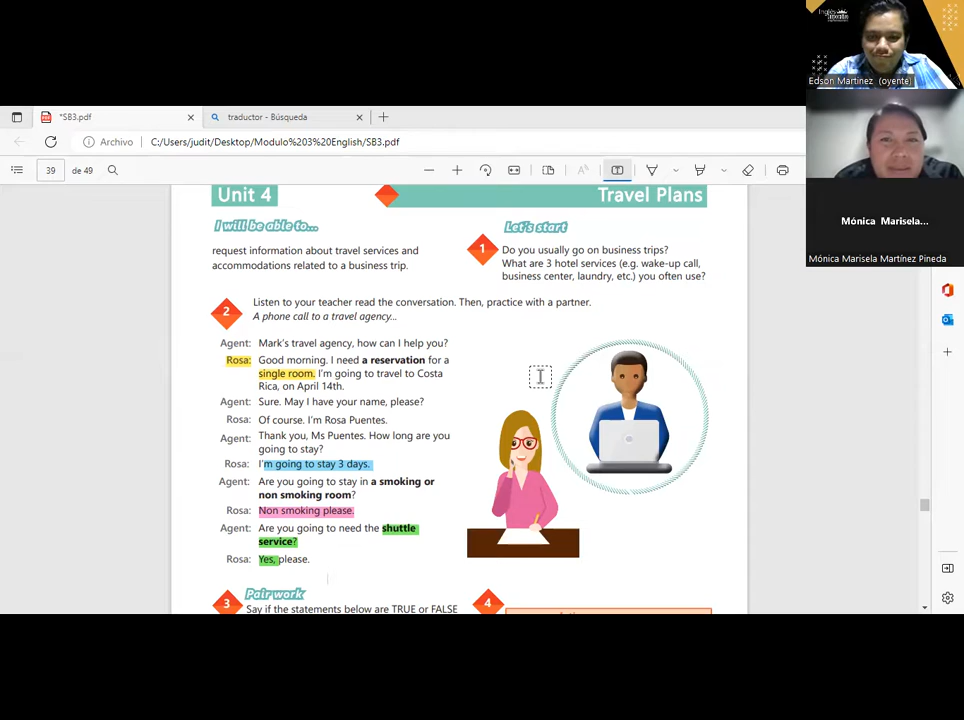 Inglés
Edson Martinez (oyente)
Mónica Marisela...
Mónica Marisela Martínez Pineda
*SB3.pdf
traductor - Búsqueda
Archivo
C:/Users/judit/Desktop/Modulo%203%20English/SB3.pdf
39
de 49
Unit 4
Travel Plans
I will be able to...
request information about travel services and
accommodations related to a business trip.
Let's start
1
Do you usually go on business trips?
What are 3 hotel services (e.g. wake-up call,
business center, laundry, etc.) you often use?
2
Listen to your teacher read the conversation. Then, practice with a partner.
A phone call to a travel agency...
Agent: Mark's travel agency, how can I help you?
Rosa: Good morning. I need a reservation for a
single room. I'm going to travel to Costa
Rica, on April 14th.
Agent: Sure. May I have your name, please?
Rosa: Of course. I'm Rosa Puentes.
Agent: Thank you, Ms Puentes. How long are you
going to stay?
Rosa: I'm going to stay 3 days.
Agent: Are you going to stay in a smoking or
non smoking room?
Rosa: Non smoking please.
Agent: Are you going to need the shuttle
service?
Rosa: Yes, please.
3
Pair work
Say if the statements below are TRUE or FALSE
4